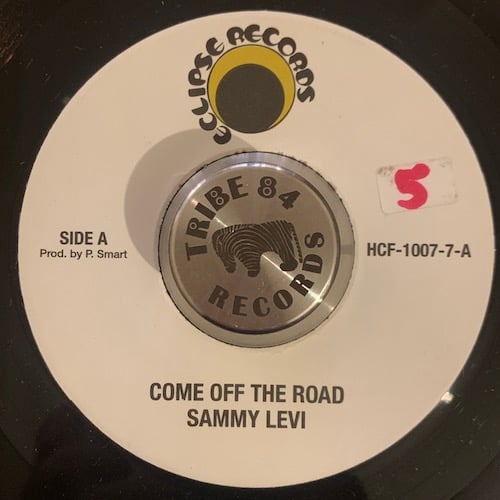 ECLIPSE RECORDS
5
TRIBE 84
RECORDS
SIDE A
Prod. by P. Smart
HCF-1007-7-A
COME OFF THE ROAD
SAMMY LEVI